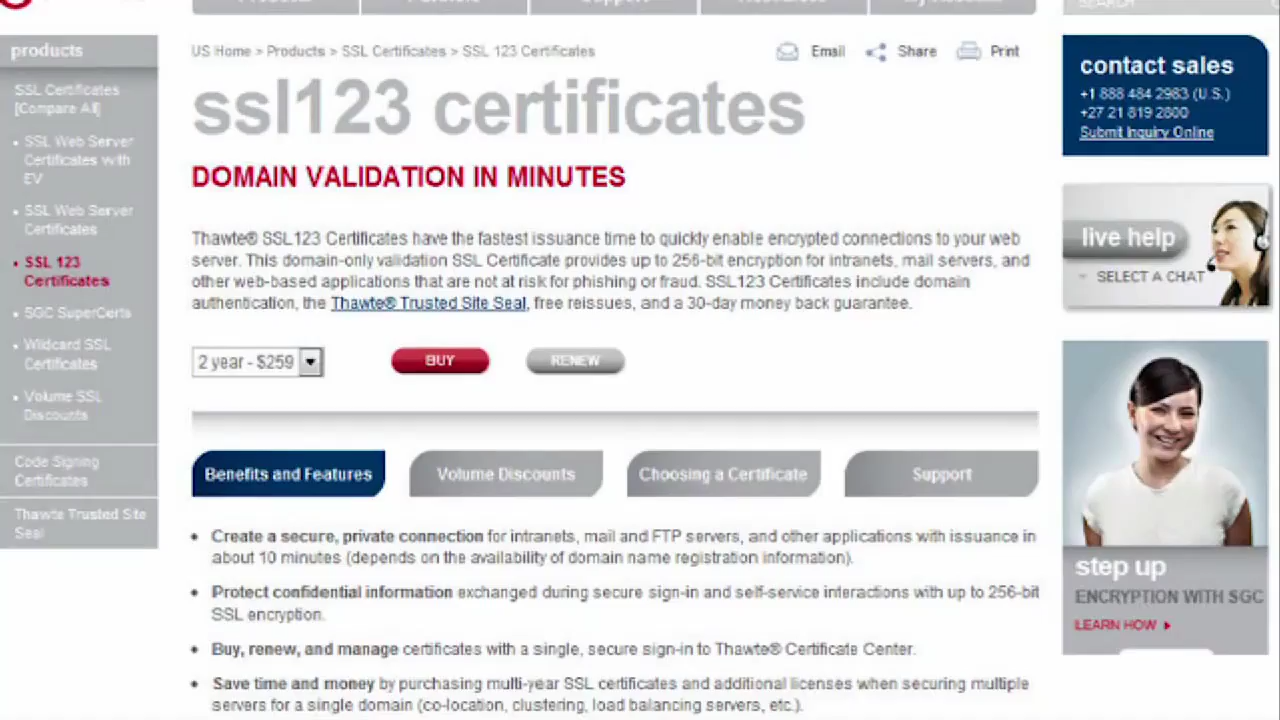 products
SSL Certificates
[Compare All]
• SSL Web Server
Certificates with
EV
• SSL Web Server
Certificates
• SSL 123
Certificates
• SGC SuperCerts
• Wildcard SSL
Certificates
• Volume SSL
Discounts
Code Signing
Certificates
Thawte Trusted Site
Seal
US Home > Products > SSL Certificates > SSL 123 Certificates
Email Share Print
ssl123 certificates
DOMAIN VALIDATION IN MINUTES
Thawte® SSL123 Certificates have the fastest issuance time to quickly enable encrypted connections to your web
server. This domain-only validation SSL Certificate provides up to 256-bit encryption for intranets, mail servers, and
other web-based applications that are not at risk for phishing or fraud. SSL123 Certificates include domain
authentication, the Thawte® Trusted Site Seal, free reissues, and a 30-day money back guarantee.
2 year - $259
BUY
RENEW
Benefits and Features
Volume Discounts
Choosing a Certificate
Support
• Create a secure, private connection for intranets, mail and FTP servers, and other applications with issuance in
about 10 minutes (depends on the availability of domain name registration information).
• Protect confidential information exchanged during secure sign-in and self-service interactions with up to 256-bit
SSL encryption.
• Buy, renew, and manage certificates with a single, secure sign-in to Thawte® Certificate Center.
• Save time and money by purchasing multi-year SSL certificates and additional licenses when securing multiple
servers for a single domain (co-location, clustering, load balancing servers, etc.).
contact sales
+1 888 484 2983 (U.S.)
+27 21 819 2800
Submit Inquiry Online
live help
SELECT A CHAT
step up
ENCRYPTION WITH SGC
LEARN HOW